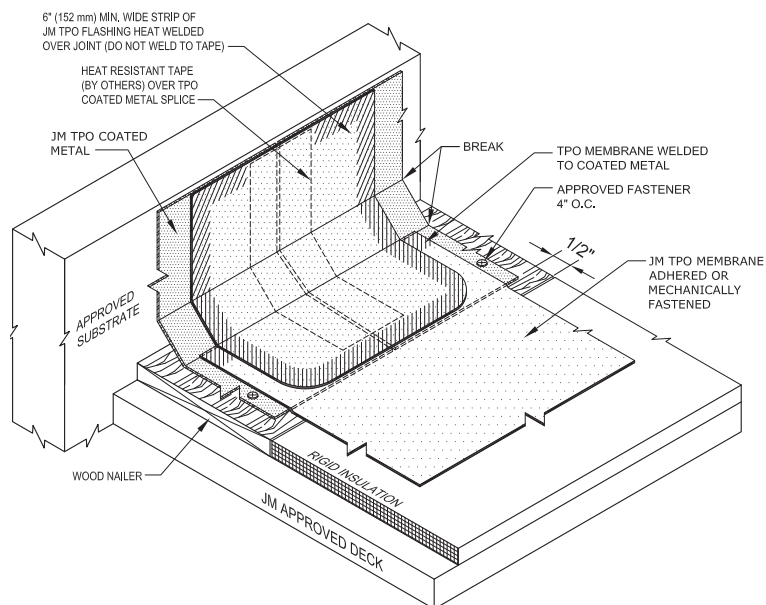 6" (152 mm) MIN. WIDE STRIP OF
JM TPO FLASHING HEAT WELDED
OVER JOINT (DO NOT WELD TO TAPE)
HEAT RESISTANT TAPE
(BY OTHERS) OVER TPO
COATED METAL SPLICE
JM TPO COATED
METAL
BREAK
TPO MEMBRANE WELDED
TO COATED METAL
APPROVED FASTENER
4" O.C.
1/2"
JM TPO MEMBRANE
ADHERED OR
MECHANICALLY
FASTENED
APPROVED
SUBSTRATE
WOOD NAILER
RIGID INSULATION
JM APPROVED DECK